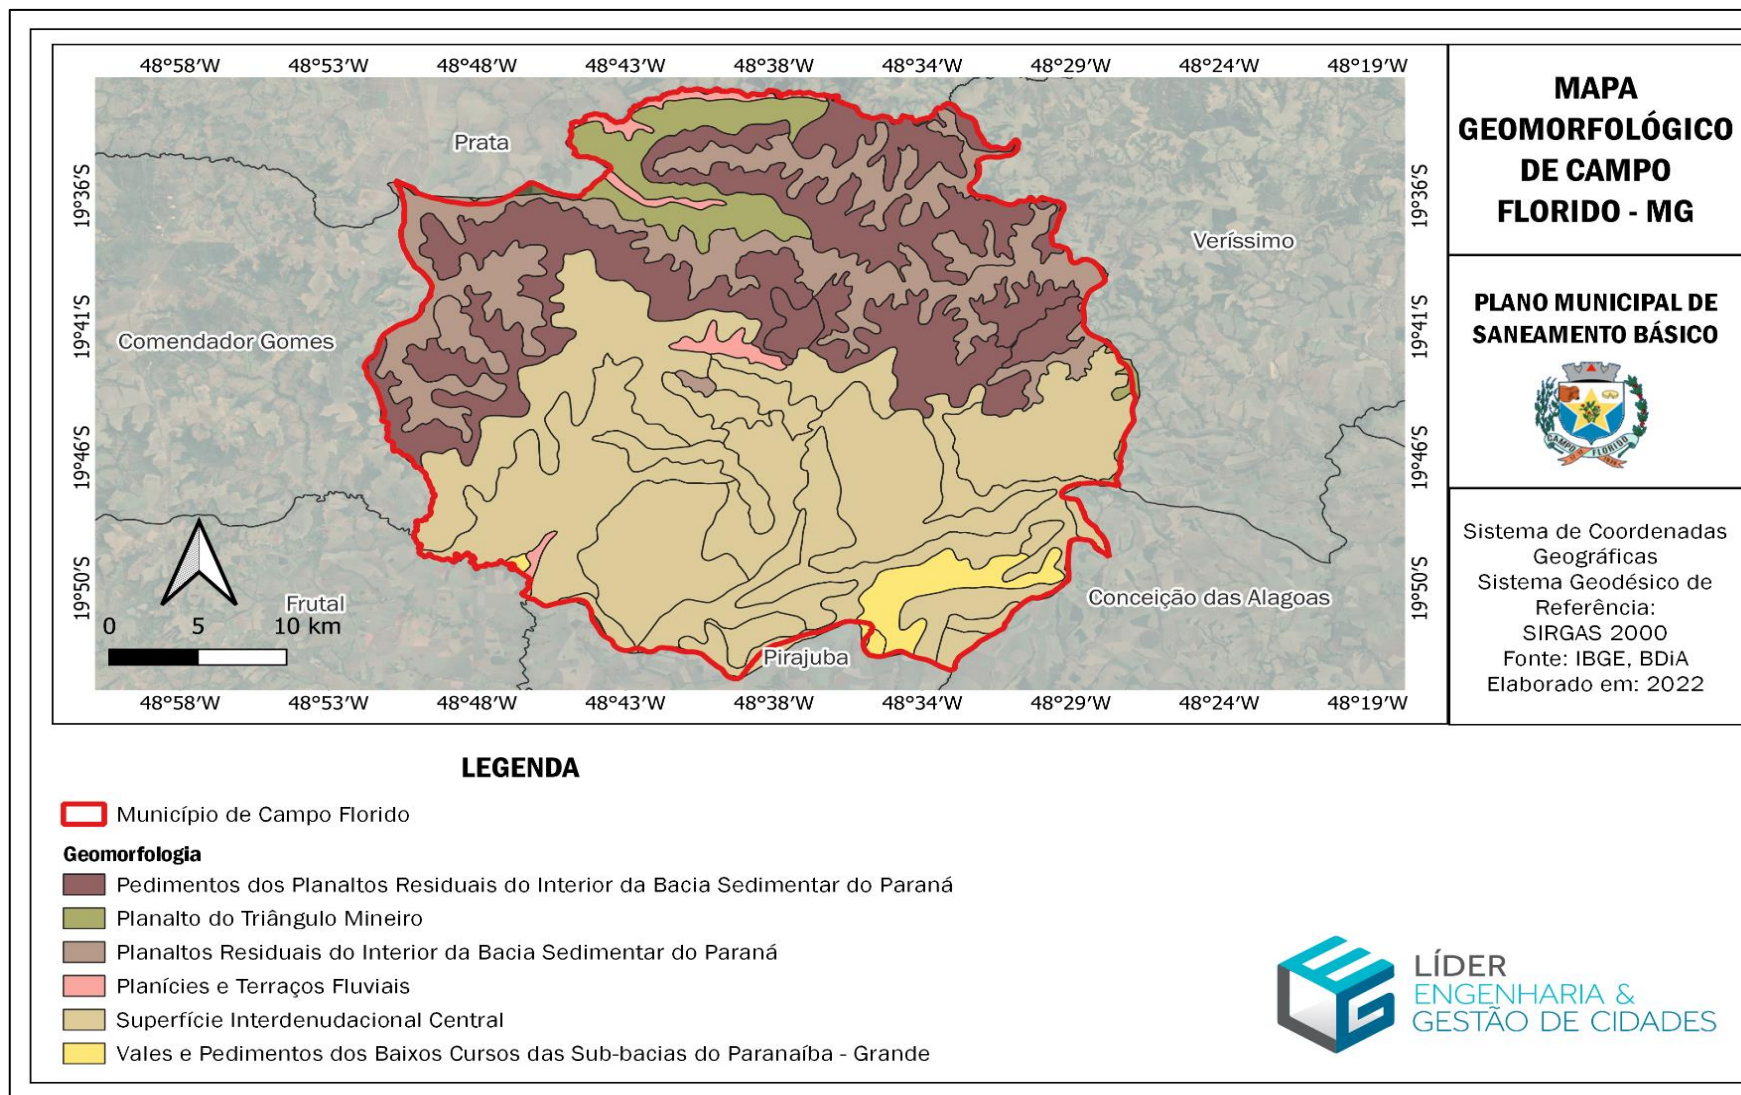 48°58'W 48°53'W 48°48'W 48°43'W 48°38'W 48°34'W 48°29'W 48°24'W 48°19'W
Prata
19°36'S
19°36'S
Veríssimo
19°41'S
19°41'S
Comendador Gomes
19°46'S
19°46'S
19°50'S
19°50'S
Frutal
Conceição das Alagoas
0 5 10 km
Pirajuba
48°58'W 48°53'W 48°48'W 48°43'W 48°38'W 48°34'W 48°29'W 48°24'W 48°19'W
MAPA
GEOMORFOLÓGICO
DE CAMPO
FLORIDO - MG
PLANO MUNICIPAL DE
SANEAMENTO BÁSICO
CAMPO FLORIDO
Sistema de Coordenadas
Geográficas
Sistema Geodésico de
Referência:
SIRGAS 2000
Fonte: IBGE, BDiA
Elaborado em: 2022
LEGENDA
Município de Campo Florido
Geomorfologia
Pedimentos dos Planaltos Residuais do Interior da Bacia Sedimentar do Paraná
Planalto do Triângulo Mineiro
Planaltos Residuais do Interior da Bacia Sedimentar do Paraná
Planícies e Terraços Fluviais
Superfície Interdenudacional Central
Vales e Pedimentos dos Baixos Cursos das Sub-bacias do Paranaíba - Grande
LÍDER
ENGENHARIA &
GESTÃO DE CIDADES